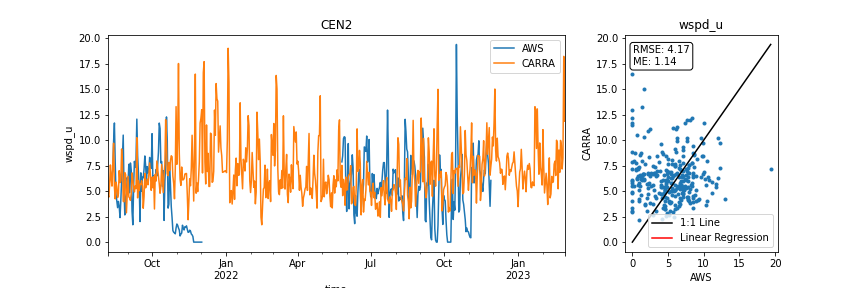 CEN2
wspd_u
20.0
17.5
15.0
12.5
10.0
7.5
5.0
2.5
0.0
wspd_u
AWS
CARRA
Oct
Jan
2022
Apr
Jul
Oct
Jan
2023
time
20.0
17.5
15.0
12.5
10.0
7.5
5.0
2.5
0.0
CARRA
RMSE: 4.17
ME: 1.14
1:1 Line
Linear Regression
0
5
10
15
20
AWS